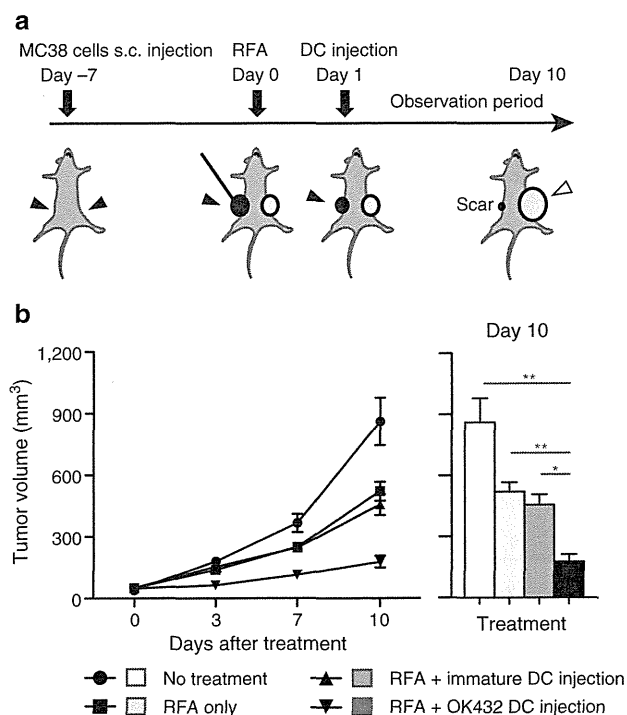 a
MC38 cells s.c. injection RFA DC injection
Day –7 Day 0 Day 1 Day 10
Observation period
Scar
b
Day 10
Tumor volume (mm³)
1,200
900
600
300
0
** 
**
*
0 3 7 10
Days after treatment
Treatment
No treatment
RFA + immature DC injection
RFA only
RFA + OK432 DC injection